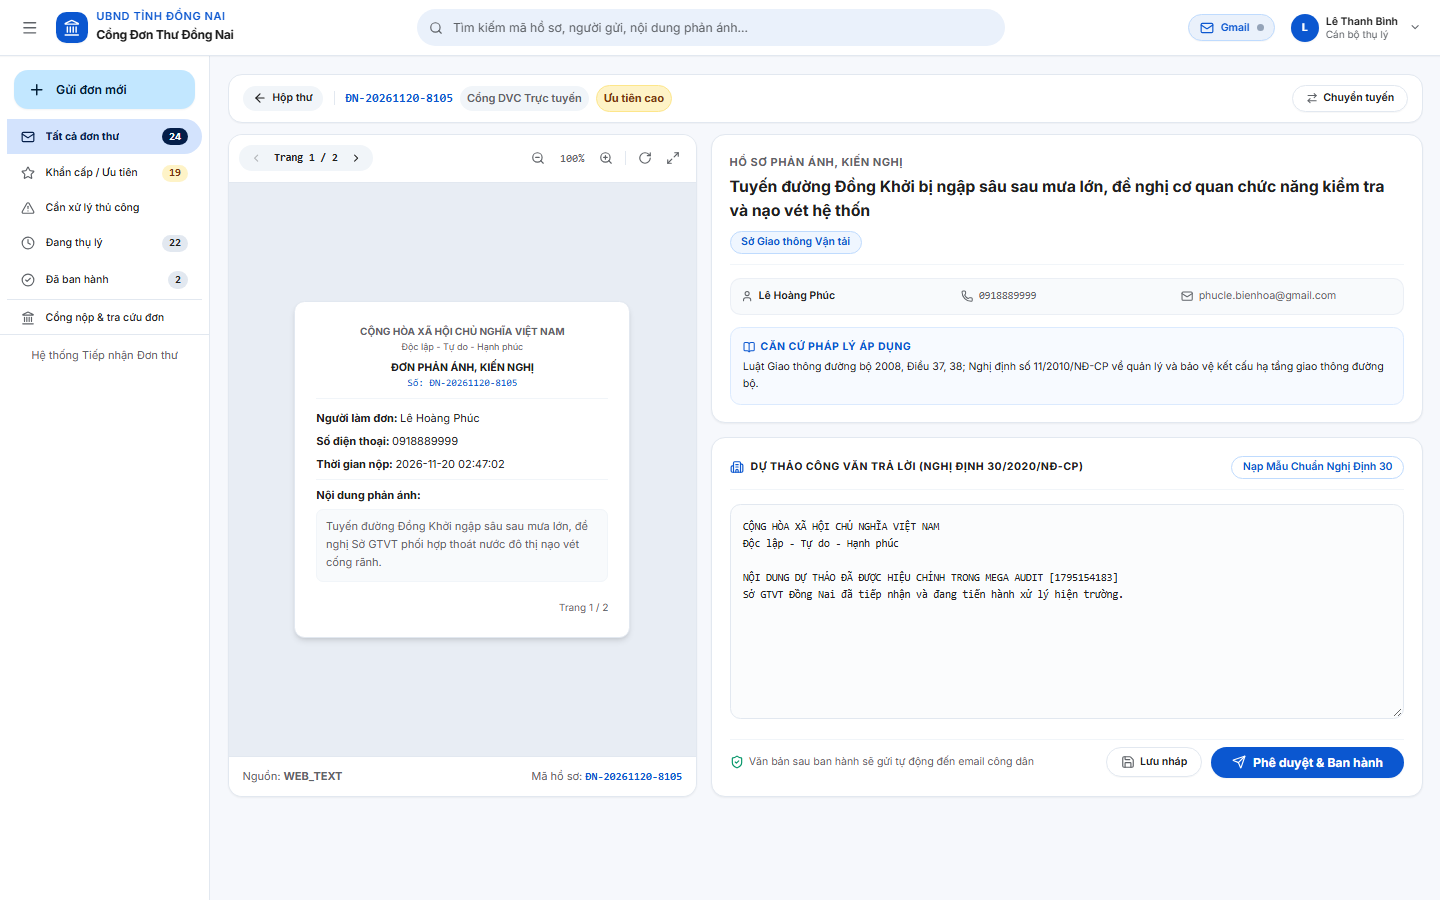 UBND TỈNH ĐỒNG NAI
Cổng Đơn Thư Đồng Nai
Tìm kiếm mã hồ sơ, người gửi, nội dung phản ánh...
Gmail
L
Lê Thanh Bình
Cán bộ thụ lý
Gửi đơn mới
Tất cả đơn thư 24
Khẩn cấp / Ưu tiên 19
Cần xử lý thủ công
Đang thụ lý 22
Đã ban hành 2
Cổng nộp & tra cứu đơn
Hệ thống Tiếp nhận Đơn thư
Hộp thư
ĐN-20261120-8105
Cổng DVC Trực tuyến
Ưu tiên cao
Chuyển tuyến
Trang 1 / 2
100%
CỘNG HÒA XÃ HỘI CHỦ NGHĨA VIỆT NAM
Độc lập - Tự do - Hạnh phúc
ĐƠN PHẢN ÁNH, KIẾN NGHỊ
Số: ĐN-20261120-8105
Người làm đơn: Lê Hoàng Phúc
Số điện thoại: 0918889999
Thời gian nộp: 2026-11-20 02:47:02
Nội dung phản ánh:
Tuyến đường Đồng Khởi ngập sâu sau mưa lớn, đề
nghị Sở GTVT phối hợp thoát nước đô thị nạo vét
cống rãnh.
Trang 1 / 2
Nguồn: WEB_TEXT
Mã hồ sơ: ĐN-20261120-8105
HỒ SƠ PHẢN ÁNH, KIẾN NGHỊ
Tuyến đường Đồng Khởi bị ngập sâu sau mưa lớn, đề nghị cơ quan chức năng kiểm tra
và nạo vét hệ thốn
Sở Giao thông Vận tải
Lê Hoàng Phúc
0918889999
phucle.bienhoa@gmail.com
CĂN CỨ PHÁP LÝ ÁP DỤNG
Luật Giao thông đường bộ 2008, Điều 37, 38; Nghị định số 11/2010/NĐ-CP về quản lý và bảo vệ kết cấu hạ tầng giao thông đường
bộ.
DỰ THẢO CÔNG VĂN TRẢ LỜI (NGHỊ ĐỊNH 30/2020/NĐ-CP)
Nạp Mẫu Chuẩn Nghị Định 30
CỘNG HÒA XÃ HỘI CHỦ NGHĨA VIỆT NAM
Độc lập - Tự do - Hạnh phúc
NỘI DUNG DỰ THẢO ĐÃ ĐƯỢC HIỆU CHỈNH TRONG MEGA AUDIT [1795154183]
Sở GTVT Đồng Nai đã tiếp nhận và đang tiến hành xử lý hiện trường.
Văn bản sau ban hành sẽ gửi tự động đến email công dân
Lưu nháp
Phê duyệt & Ban hành